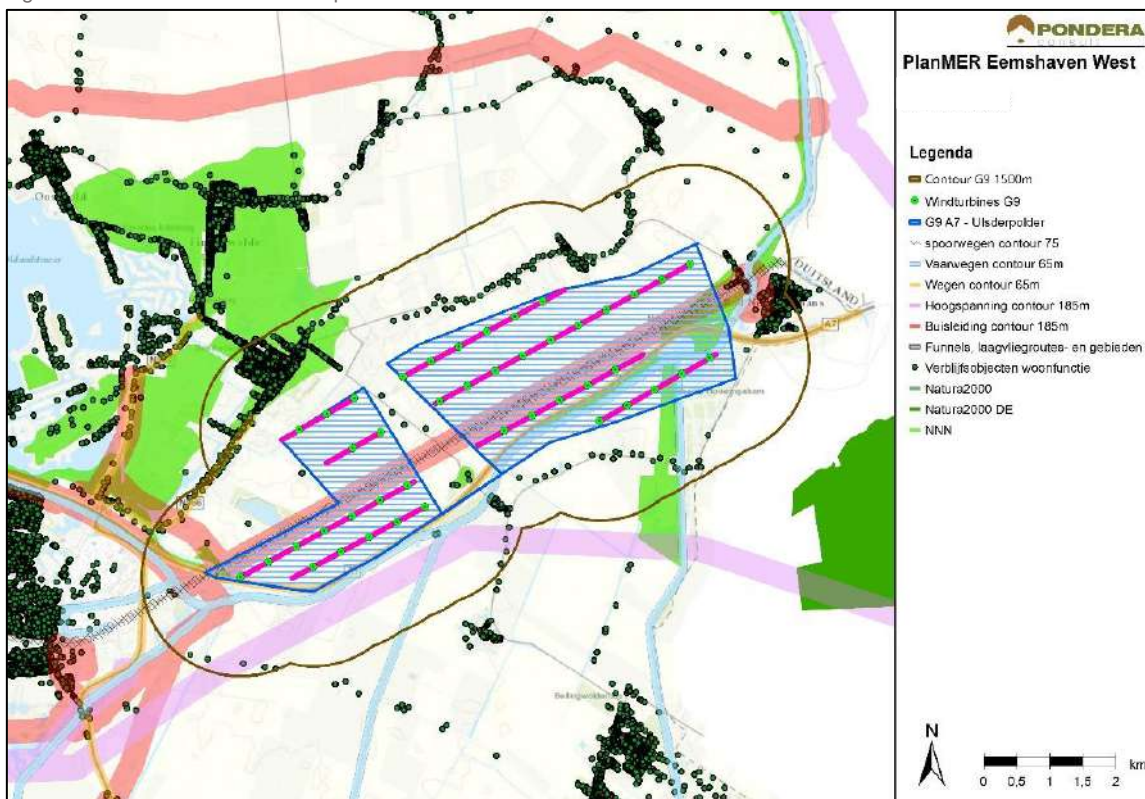 PONDERA
consult
PlanMER Eemshaven West
Legenda
Contour G9 1500m
Windturbines G9
G9 A7 - Ulsderpolder
spoorwegen contour 75
Vaarwegen contour 65m
Wegen contour 65m
Hoogspanning contour 185m
Buisleiding contour 185m
Funnels, laagvliegroutes- en gebieden
Verblijfsobjecten woonfunctie
Natura2000
Natura2000 DE
NNN
DUITSLAND
A7
N
0 0,5 1 1,5 2 km